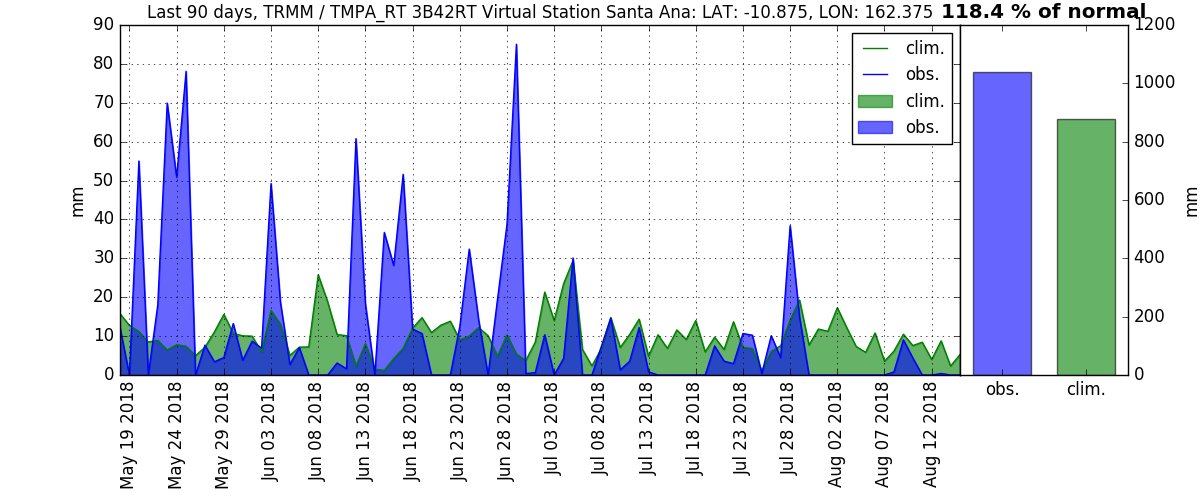 Last 90 days, TRMM / TMPA_RT 3B42RT Virtual Station Santa Ana: LAT: -10.875, LON: 162.375 118.4 % of normal
90
80
70
60
50
40
30
20
10
0
mm
clim.
obs.
clim.
obs.
May 19 2018
May 24 2018
May 29 2018
Jun 03 2018
Jun 08 2018
Jun 13 2018
Jun 18 2018
Jun 23 2018
Jun 28 2018
Jul 03 2018
Jul 08 2018
Jul 13 2018
Jul 18 2018
Jul 23 2018
Jul 28 2018
Aug 02 2018
Aug 07 2018
Aug 12 2018
1200
1000
800
600
400
200
0
mm
obs.
clim.